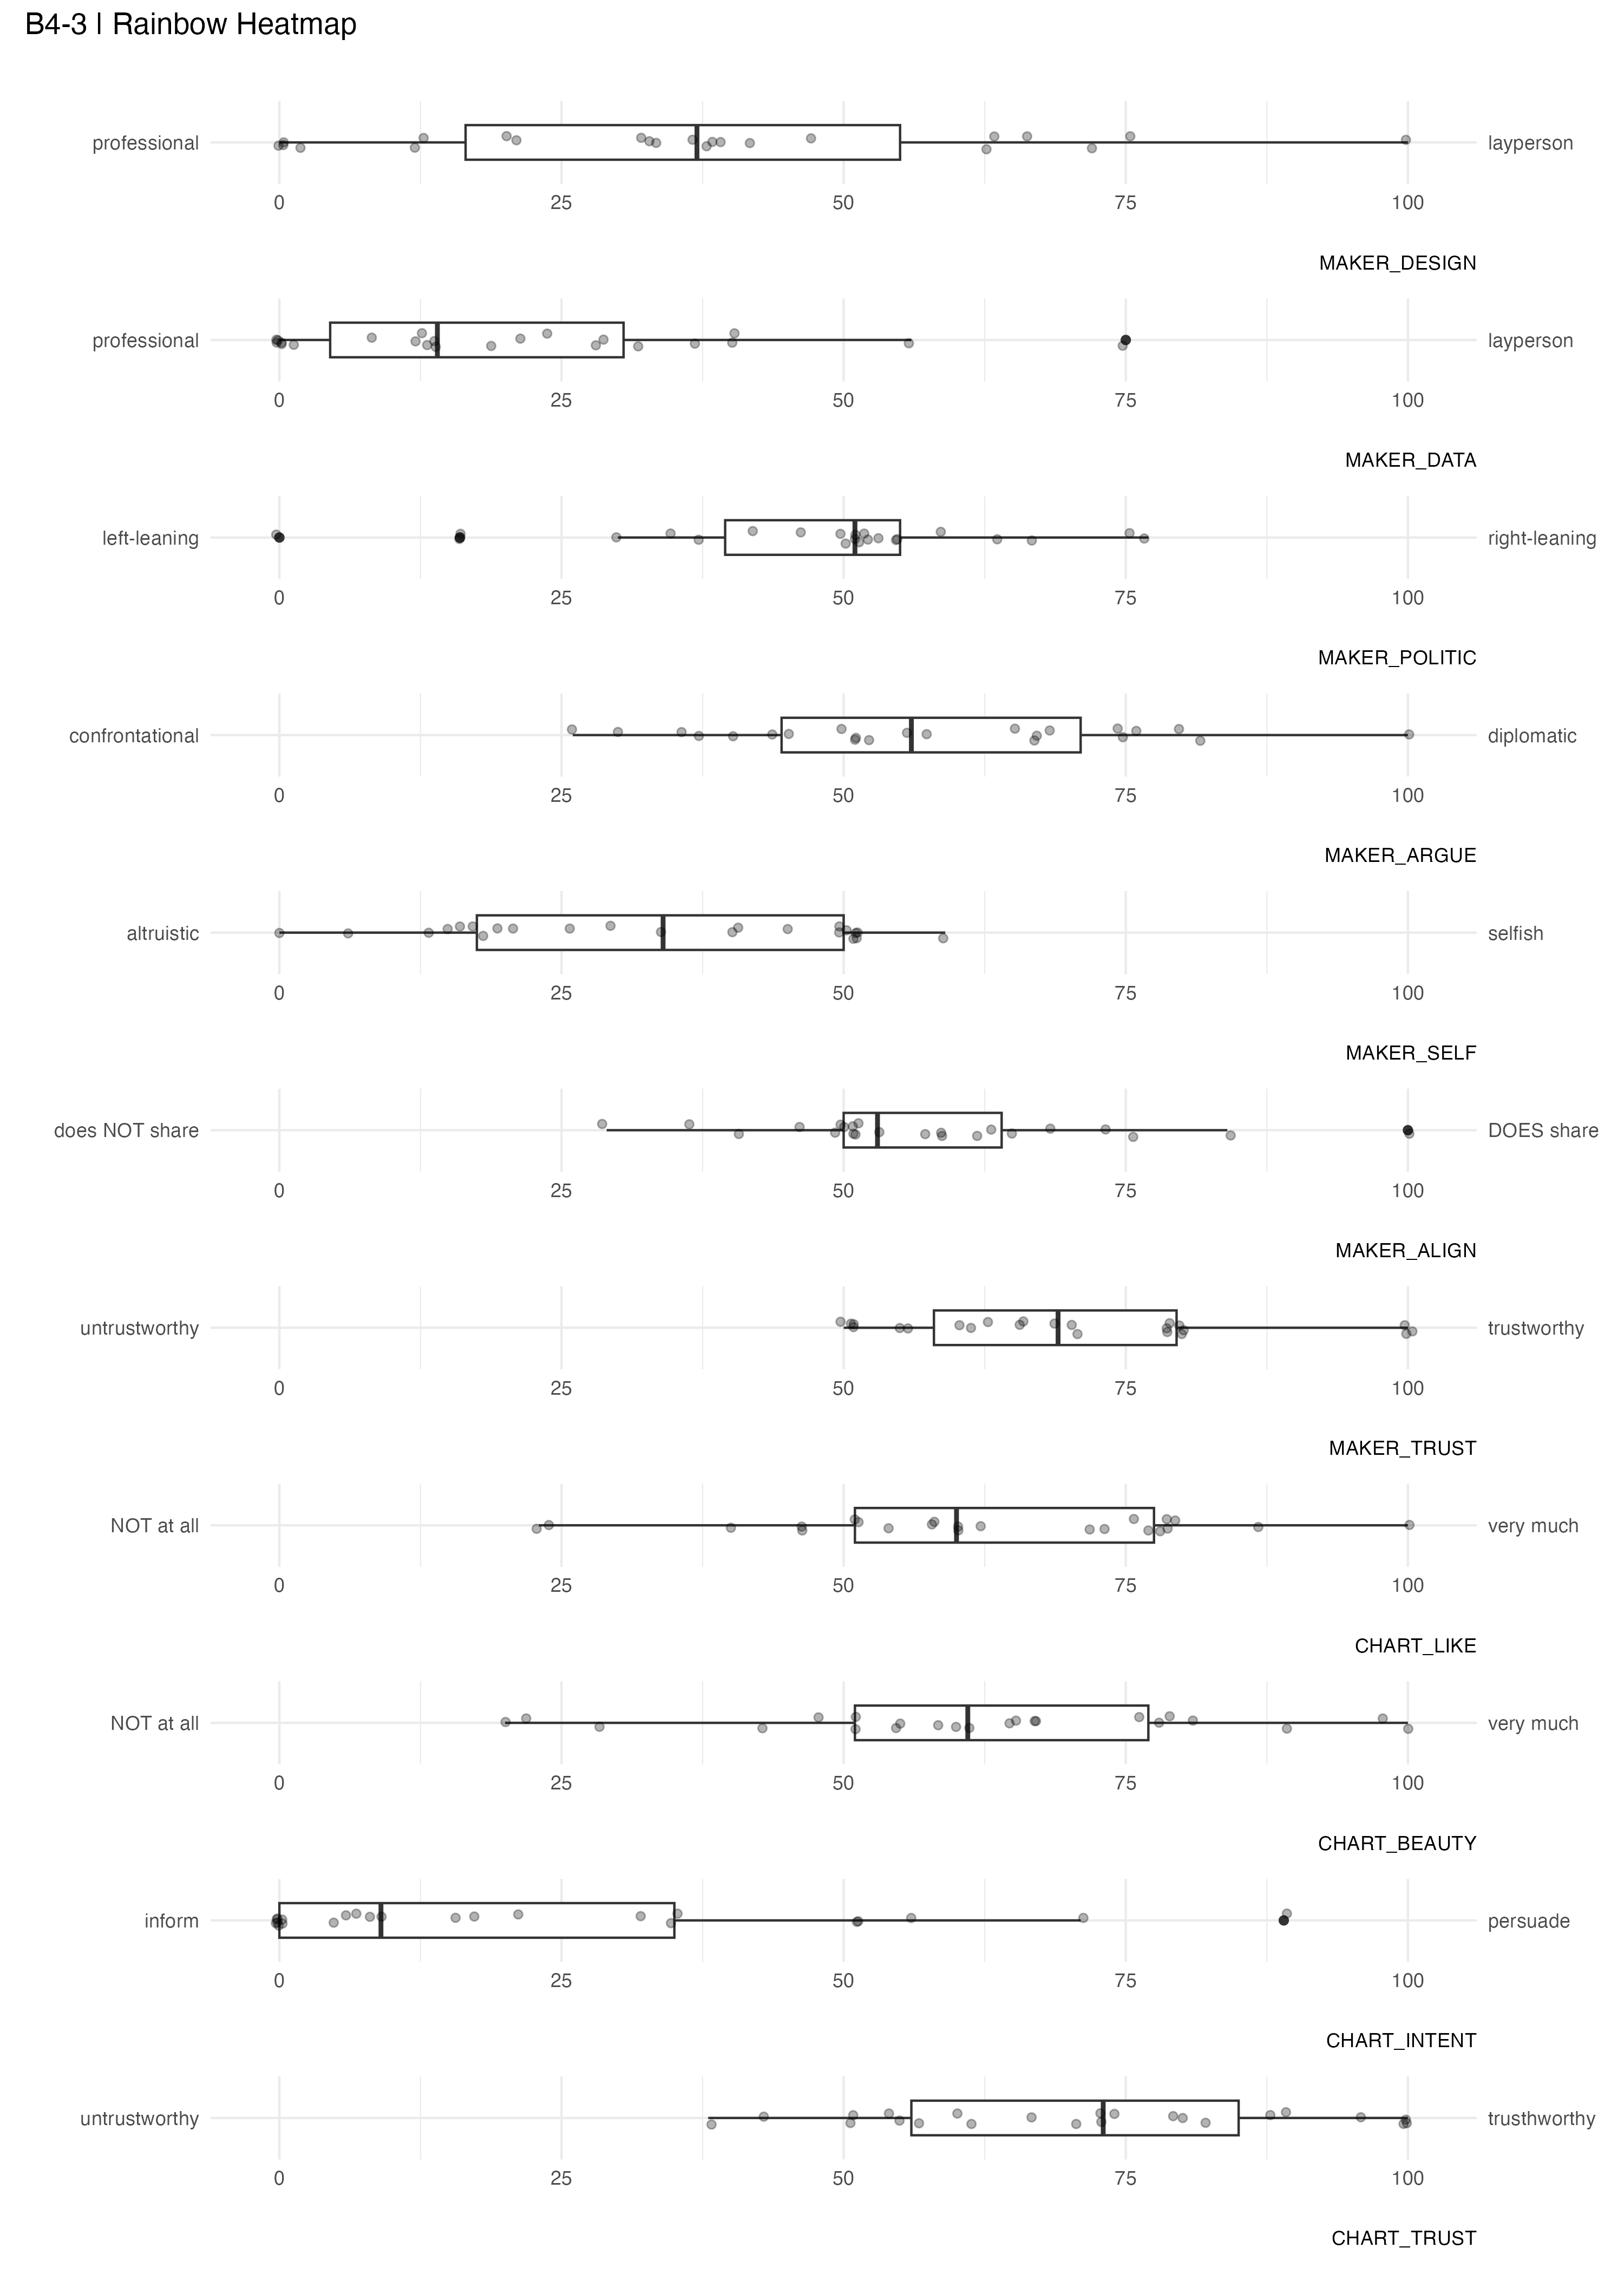 B4-3 | Rainbow Heatmap
professional layperson
0 25 50 75 100
MAKER_DESIGN
professional layperson
0 25 50 75 100
MAKER_DATA
left-leaning right-leaning
0 25 50 75 100
MAKER_POLITIC
confrontational diplomatic
0 25 50 75 100
MAKER_ARGUE
altruistic selfish
0 25 50 75 100
MAKER_SELF
does NOT share DOES share
0 25 50 75 100
MAKER_ALIGN
untrustworthy trustworthy
0 25 50 75 100
MAKER_TRUST
NOT at all very much
0 25 50 75 100
CHART_LIKE
NOT at all very much
0 25 50 75 100
CHART_BEAUTY
inform persuade
0 25 50 75 100
CHART_INTENT
untrustworthy trusthworthy
0 25 50 75 100
CHART_TRUST